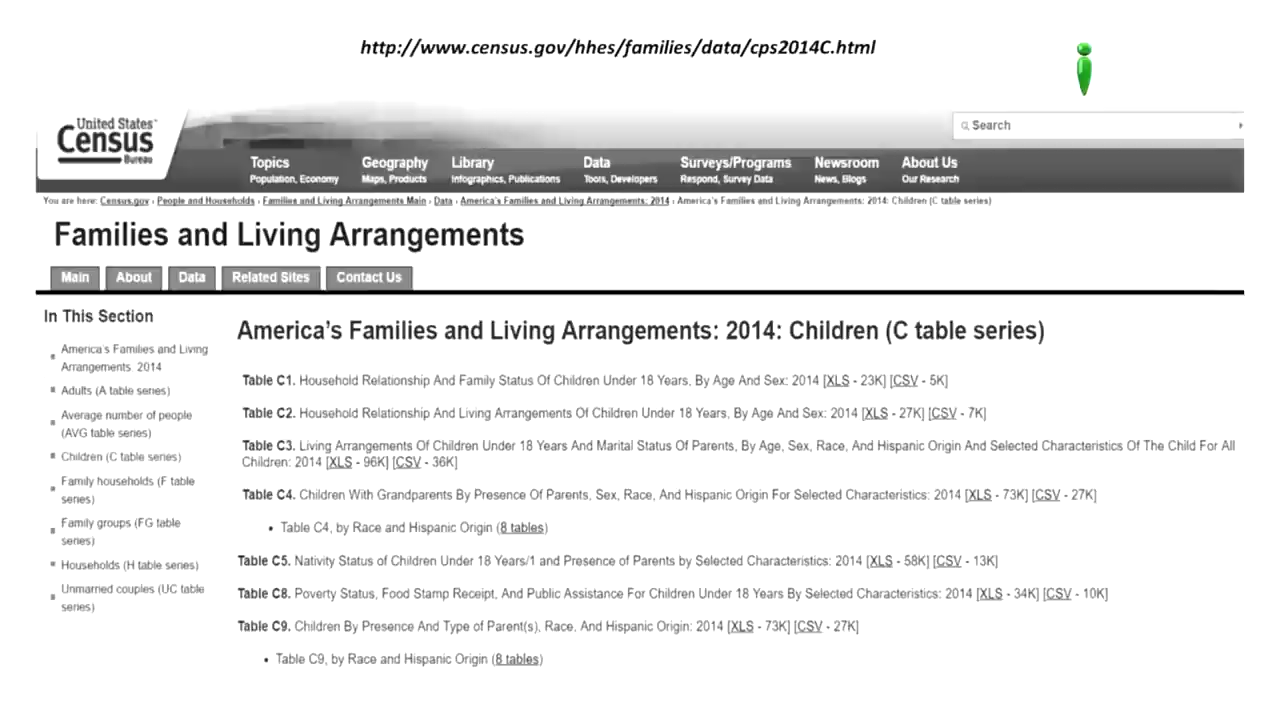 http://www.census.gov/hhes/families/data/cps2014C.html
United States
Census
Bureau
Search
Topics
Population, Economy
Geography
Maps, Products
Library
Infographics, Publications
Data
Tools, Developers
Surveys/Programs
Respond, Survey Data
Newsroom
News, Blogs
About Us
Our Research
You are here: Census.gov › People and Households › Families and Living Arrangements Main › Data › America's Families and Living Arrangements: 2014 › America's Families and Living Arrangements: 2014: Children (C table series)
Families and Living Arrangements
Main About Data Related Sites Contact Us
In This Section
America's Families and Living
Arrangements 2014
Adults (A table series)
Average number of people
(AVG table series)
Children (C table series)
Family households (F table
series)
Family groups (FG table
series)
Households (H table series)
Unmarried couples (UC table
series)
America's Families and Living Arrangements: 2014: Children (C table series)
Table C1. Household Relationship And Family Status Of Children Under 18 Years, By Age And Sex: 2014 [XLS - 23K] [CSV - 5K]
Table C2. Household Relationship And Living Arrangements Of Children Under 18 Years, By Age And Sex: 2014 [XLS - 27K] [CSV - 7K]
Table C3. Living Arrangements Of Children Under 18 Years And Marital Status Of Parents, By Age, Sex, Race, And Hispanic Origin And Selected Characteristics Of The Child For All
Children: 2014 [XLS - 96K] [CSV - 36K]
Table C4. Children With Grandparents By Presence Of Parents, Sex, Race, And Hispanic Origin For Selected Characteristics: 2014 [XLS - 73K] [CSV - 27K]
• Table C4, by Race and Hispanic Origin (8 tables)
Table C5. Nativity Status of Children Under 18 Years/1 and Presence of Parents by Selected Characteristics: 2014 [XLS - 58K] [CSV - 13K]
Table C8. Poverty Status, Food Stamp Receipt, And Public Assistance For Children Under 18 Years By Selected Characteristics: 2014 [XLS - 34K] [CSV - 10K]
Table C9. Children By Presence And Type of Parent(s), Race, And Hispanic Origin: 2014 [XLS - 73K] [CSV - 27K]
• Table C9, by Race and Hispanic Origin (8 tables)